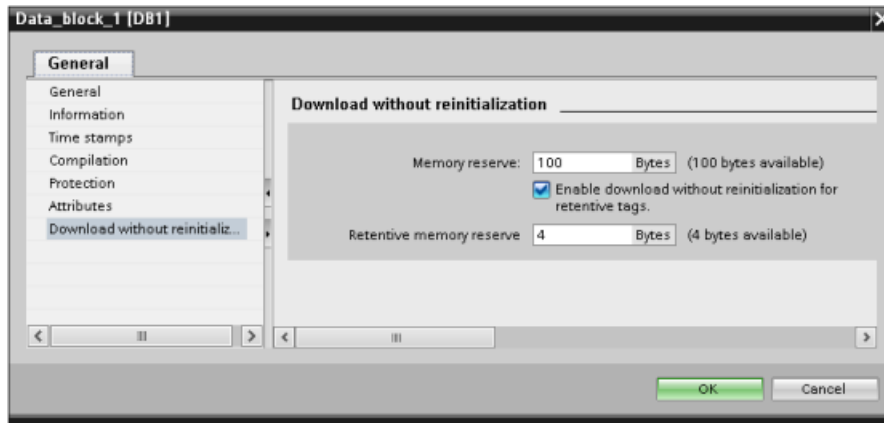 Data_block_1 [DB1]
General
General
Information
Time stamps
Compilation
Protection
Attributes
Download without reinitializ...
Download without reinitialization
Memory reserve: 100 Bytes (100 bytes available)
Enable download without reinitialization for
retentive tags.
Retentive memory reserve 4 Bytes (4 bytes available)
OK Cancel